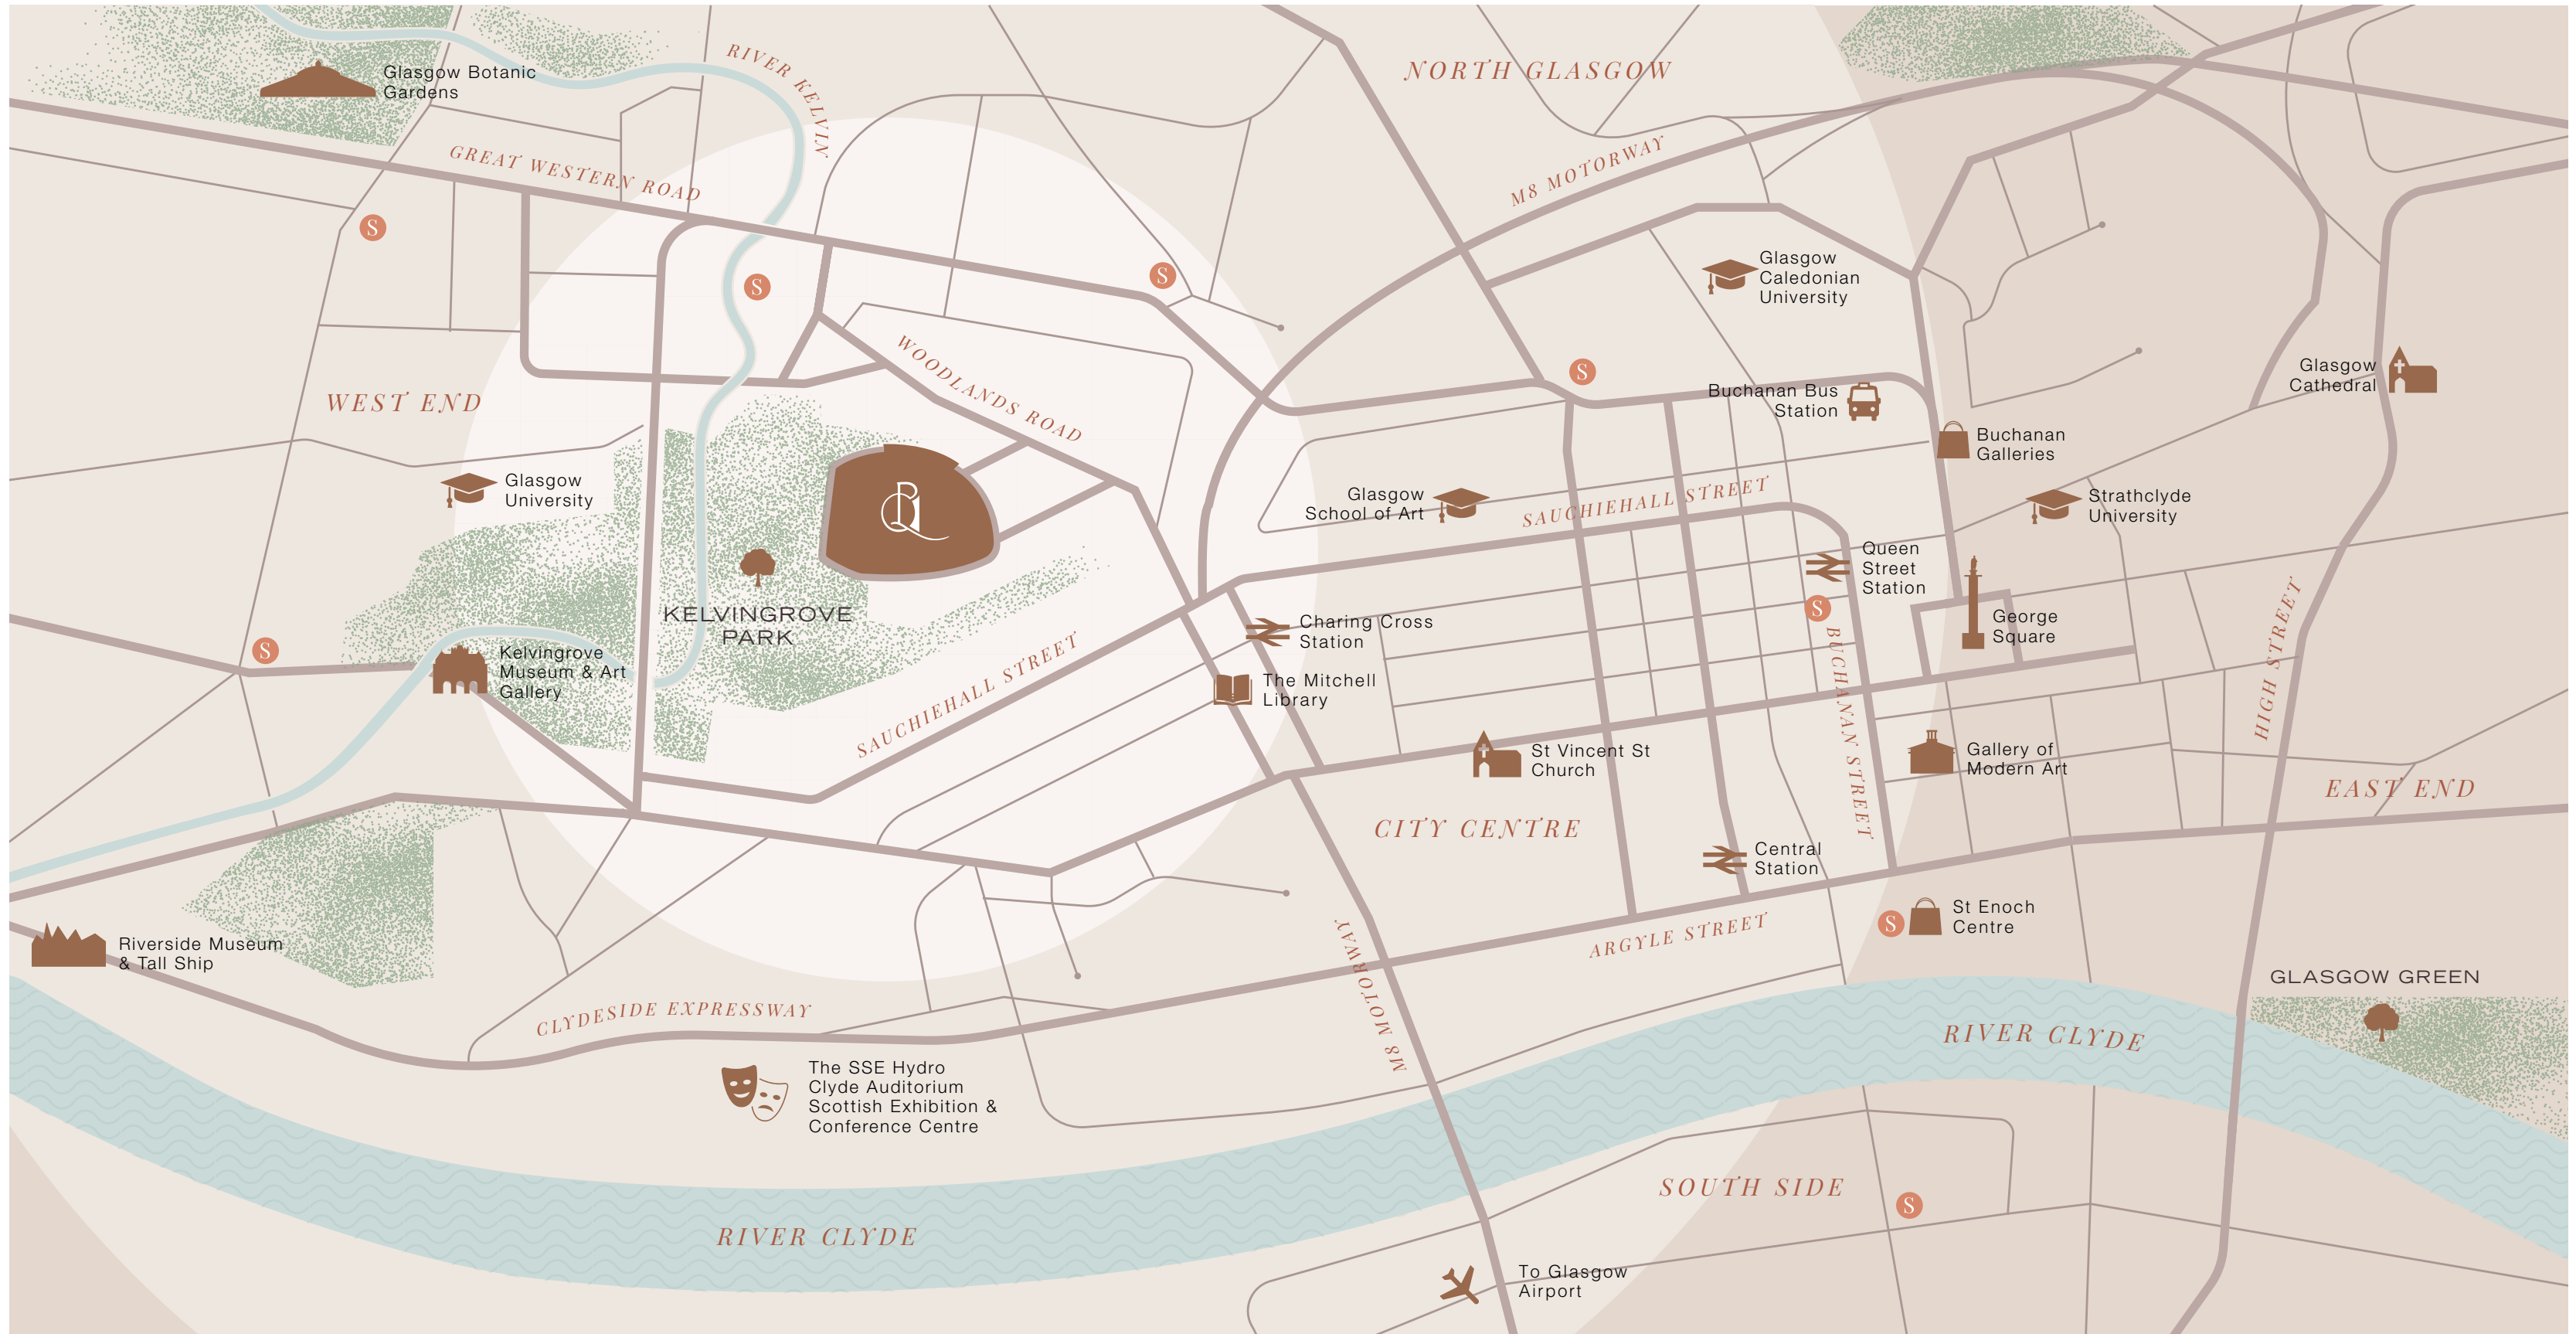 Glasgow Botanic
Gardens
RIVER KELVIN
GREAT WESTERN ROAD
NORTH GLASGOW
M8 MOTORWAY
S
S
S
S
Glasgow
Caledonian
University
WOODLANDS ROAD
WEST END
Buchanan Bus
Station
Buchanan
Galleries
Glasgow
Cathedral
Glasgow
University
Glasgow
School of Art
SAUCHIEHALL STREET
Strathclyde
University
Queen
Street
Station
S
George
Square
KELVINGROVE
PARK
Charing Cross
Station
S
Kelvingrove
Museum & Art
Gallery
SAUCHIEHALL STREET
The Mitchell
Library
BUCHANAN STREET
HIGH STREET
St Vincent St
Church
Gallery of
Modern Art
EAST END
CITY CENTRE
Central
Station
St Enoch
Centre
S
ARGYLE STREET
Riverside Museum
& Tall Ship
M8 MOTORWAY
GLASGOW GREEN
CLYDESIDE EXPRESSWAY
RIVER CLYDE
The SSE Hydro
Clyde Auditorium
Scottish Exhibition &
Conference Centre
SOUTH SIDE
S
RIVER CLYDE
To Glasgow
Airport